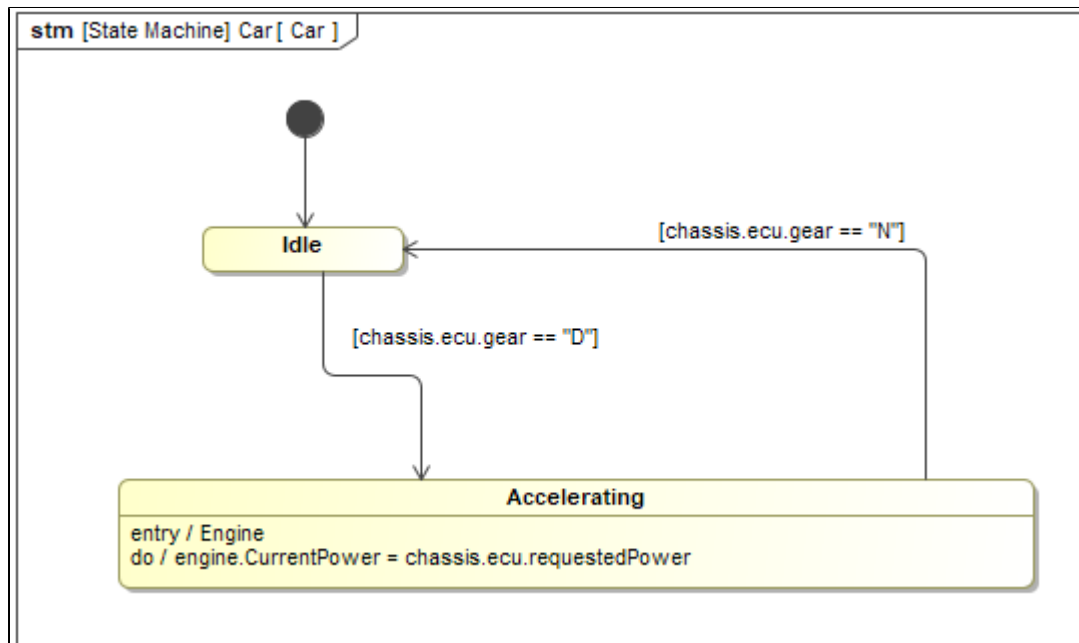 stm [State Machine] Car[ Car ]
Idle
[chassis.ecu.gear == "N"]
[chassis.ecu.gear == "D"]
Accelerating
entry / Engine
do / engine.CurrentPower = chassis.ecu.requestedPower